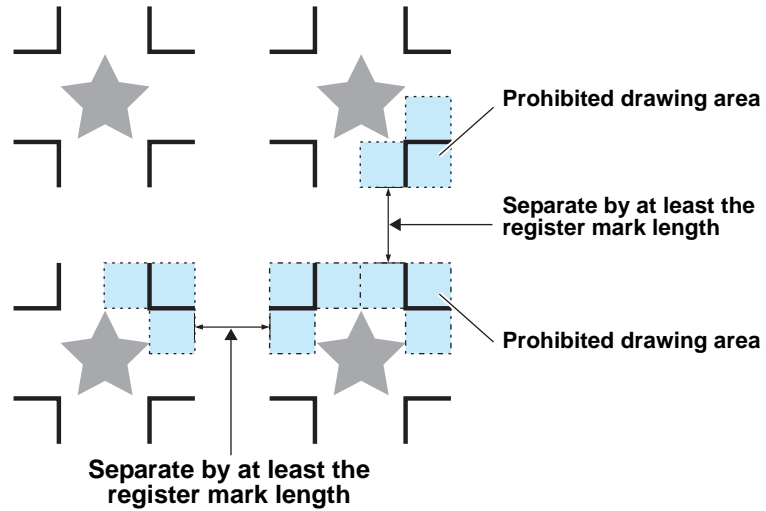 Prohibited drawing area
Separate by at least the
register mark length
Prohibited drawing area
Separate by at least the
register mark length